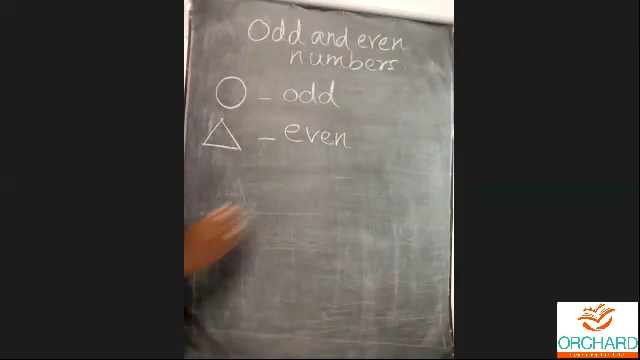 Odd and even
numbers.
– odd
– even
ORCHARD